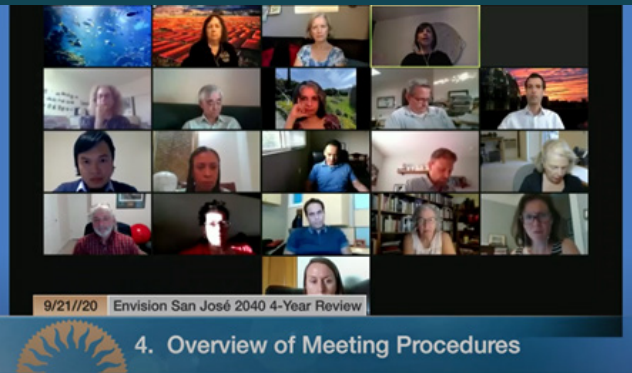 9/21//20 Envision San José 2040 4-Year Review
4. Overview of Meeting Procedures